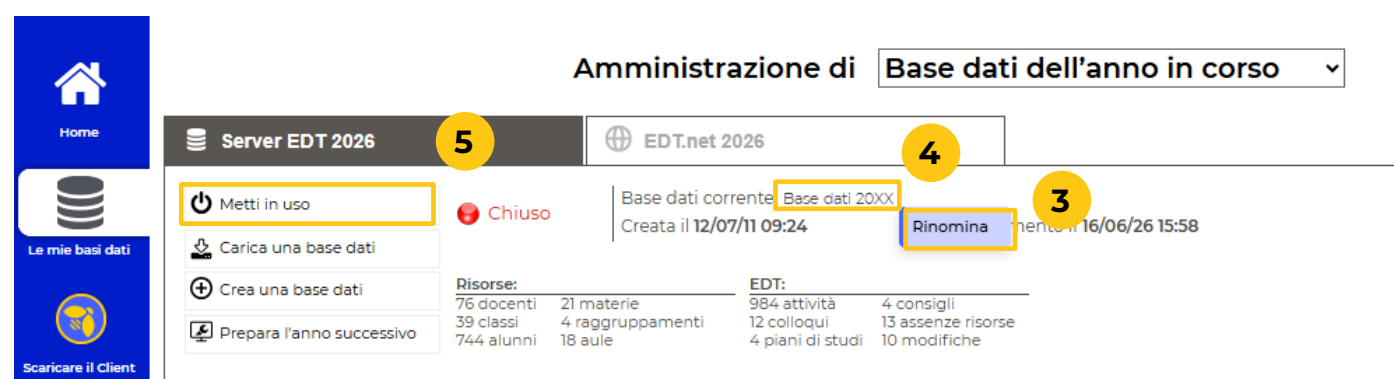 Amministrazione di Base dati dell'anno in corso
Home
Server EDT 2026
5
EDT.net 2026
4
Le mie basi dati
Metti in uso
Chiuso
Base dati corrente Base dati 20XX
3
Creata il 12/07/11 09:24
Rinomina
il 16/06/26 15:58
Carica una base dati
Crea una base dati
Prepara l'anno successivo
Risorse:
76 docenti 21 materie
39 classi 4 raggruppamenti
744 alunni 18 aule
EDT:
984 attività 4 consigli
12 colloqui 13 assenze risorse
4 piani di studi 10 modifiche
Scaricare il Client